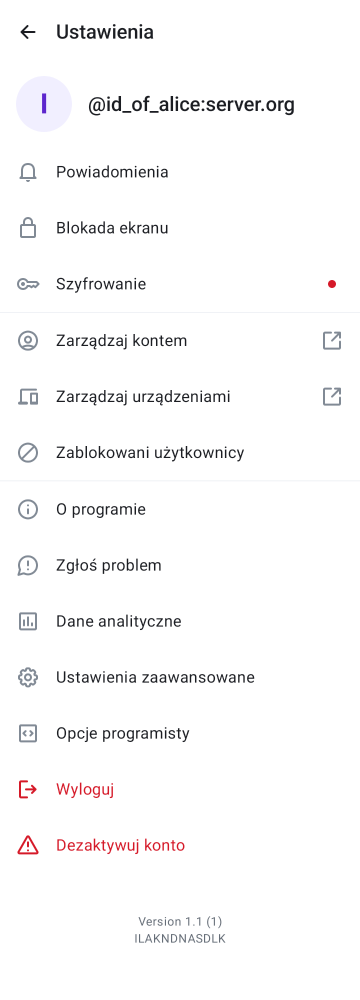 Ustawienia
I
@id_of_alice:server.org
Powiadomienia
Blokada ekranu
Szyfrowanie
Zarządzaj kontem
Zarządzaj urządzeniami
Zablokowani użytkownicy
O programie
Zgłoś problem
Dane analityczne
Ustawienia zaawansowane
Opcje programisty
Wyloguj
Dezaktywuj konto
Version 1.1 (1)
ILAKNDNASDLK